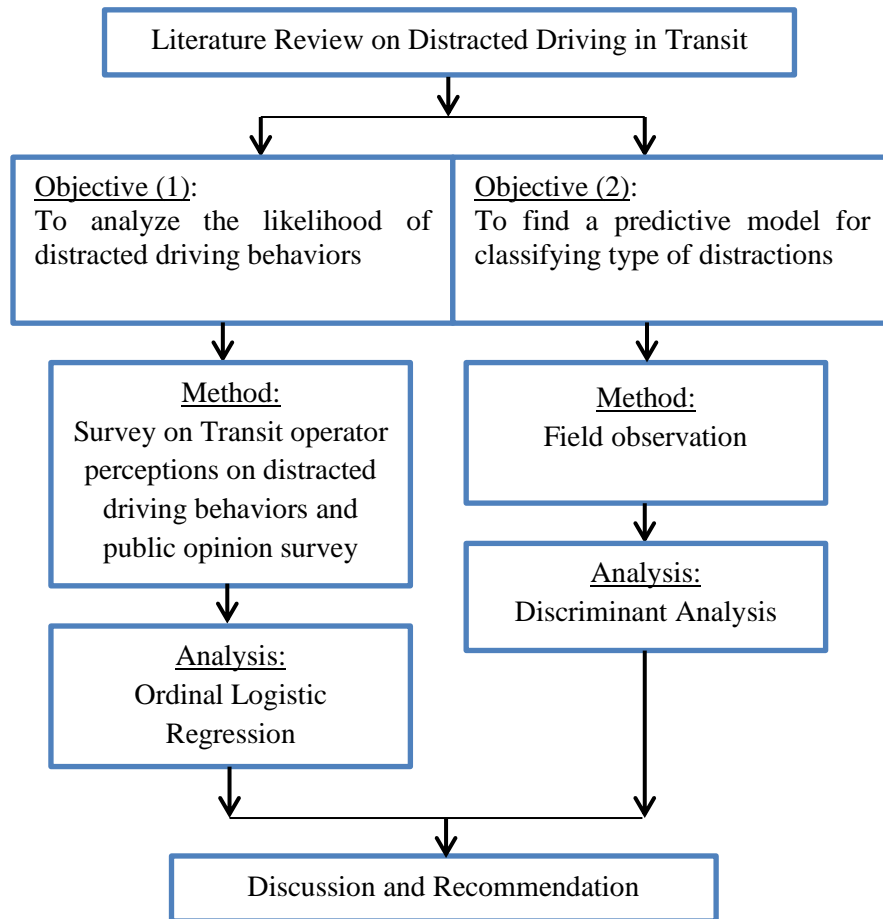 Literature Review on Distracted Driving in Transit
Objective (1):
To analyze the likelihood of
distracted driving behaviors
Objective (2):
To find a predictive model for
classifying type of distractions
Method:
Survey on Transit operator
perceptions on distracted
driving behaviors and
public opinion survey
Method:
Field observation
Analysis:
Ordinal Logistic
Regression
Analysis:
Discriminant Analysis
Discussion and Recommendation